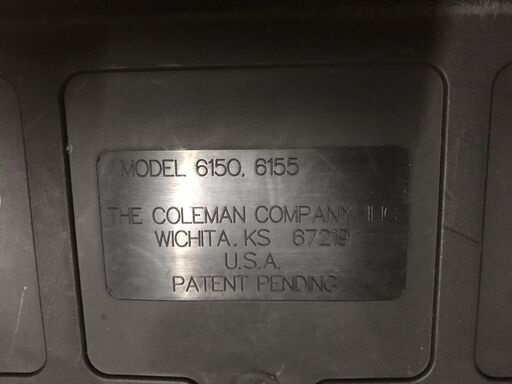 MODEL 6150, 6155
THE COLEMAN COMPANY, INC.
WICHITA, KS 67219
U.S.A.
PATENT PENDING